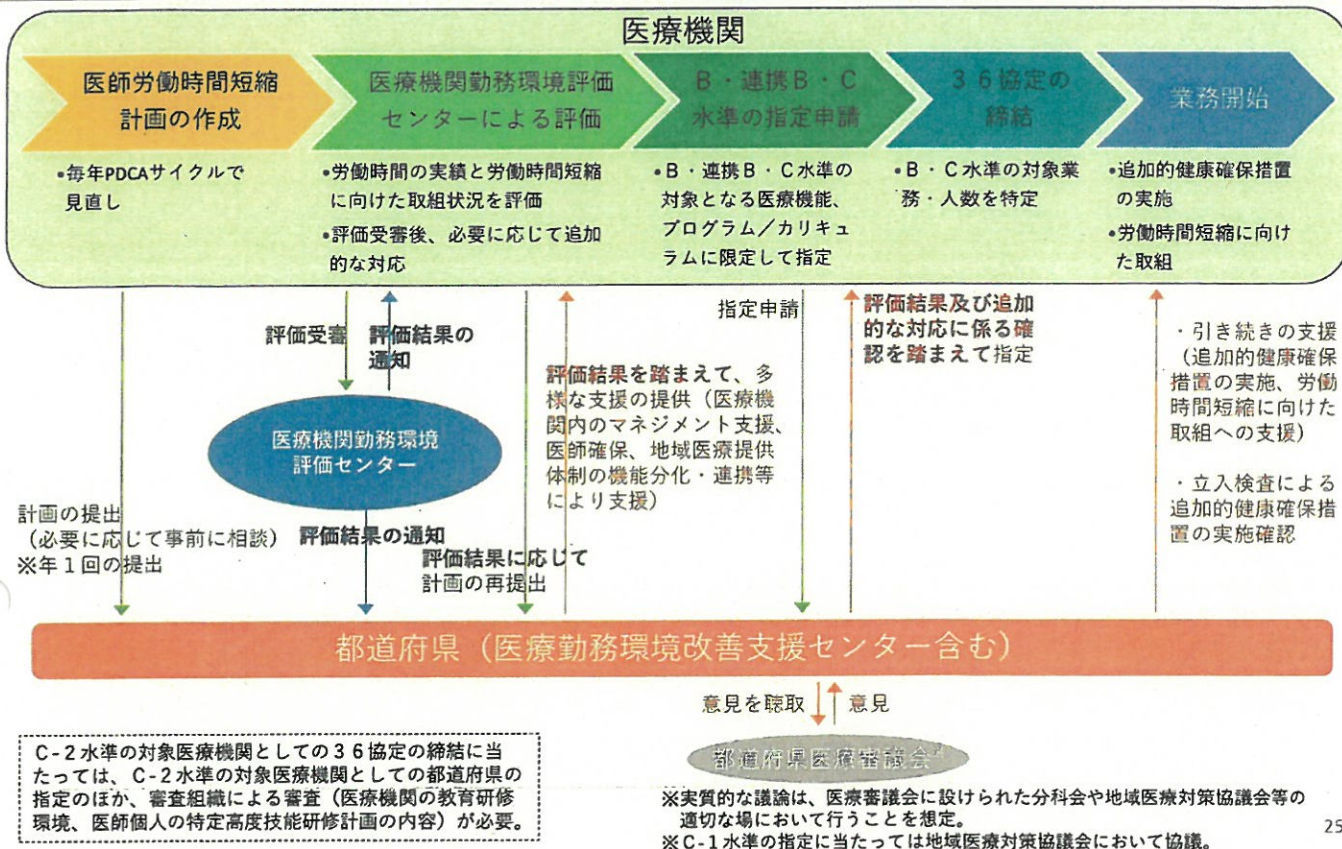 医療機関
医師労働時間短縮
計画の作成
医療機関勤務環境評価
センターによる評価
B・連携B・C
水準の指定申請
36協定の
締結
業務開始
•毎年PDCAサイクルで
見直し
•労働時間の実績と労働時間短縮
に向けた取組状況を評価
•評価受審後、必要に応じて追加
的な対応
•B・連携B・C水準の
対象となる医療機能、
プログラム/カリキュ
ラムに限定して指定
•B・C水準の対象業
務・人数を特定
•追加的健康確保措置
の実施
•労働時間短縮に向け
た取組
評価受審
評価結果の
通知
医療機関勤務環境
評価センター
計画の提出
(必要に応じて事前に相談)
※年1回の提出
評価結果の通知
評価結果に応じて
計画の再提出
評価結果を踏まえて、多
様な支援の提供(医療機
関内のマネジメント支援、
医師確保、地域医療提供
体制の機能分化・連携等
により支援)
指定申請
評価結果及び追加
的な対応に係る確
認を踏まえて指定
・引き続きの支援
(追加的健康確保
措置の実施、労働
時間短縮に向けた
取組への支援)
・立入検査による
追加的健康確保措
置の実施確認
都道府県(医療勤務環境改善支援センター含む)
意見を聴取
意見
都道府県医療審議会
C-2水準の対象医療機関としての36協定の締結に当
たっては、C-2水準の対象医療機関としての都道府県の
指定のほか、審査組織による審査(医療機関の教育研修
環境、医師個人の特定高度技能研修計画の内容)が必要。
※実質的な議論は、医療審議会に設けられた分科会や地域医療対策協議会等の
適切な場において行うことを想定。
※C-1水準の指定に当たっては地域医療対策協議会において協議。
25